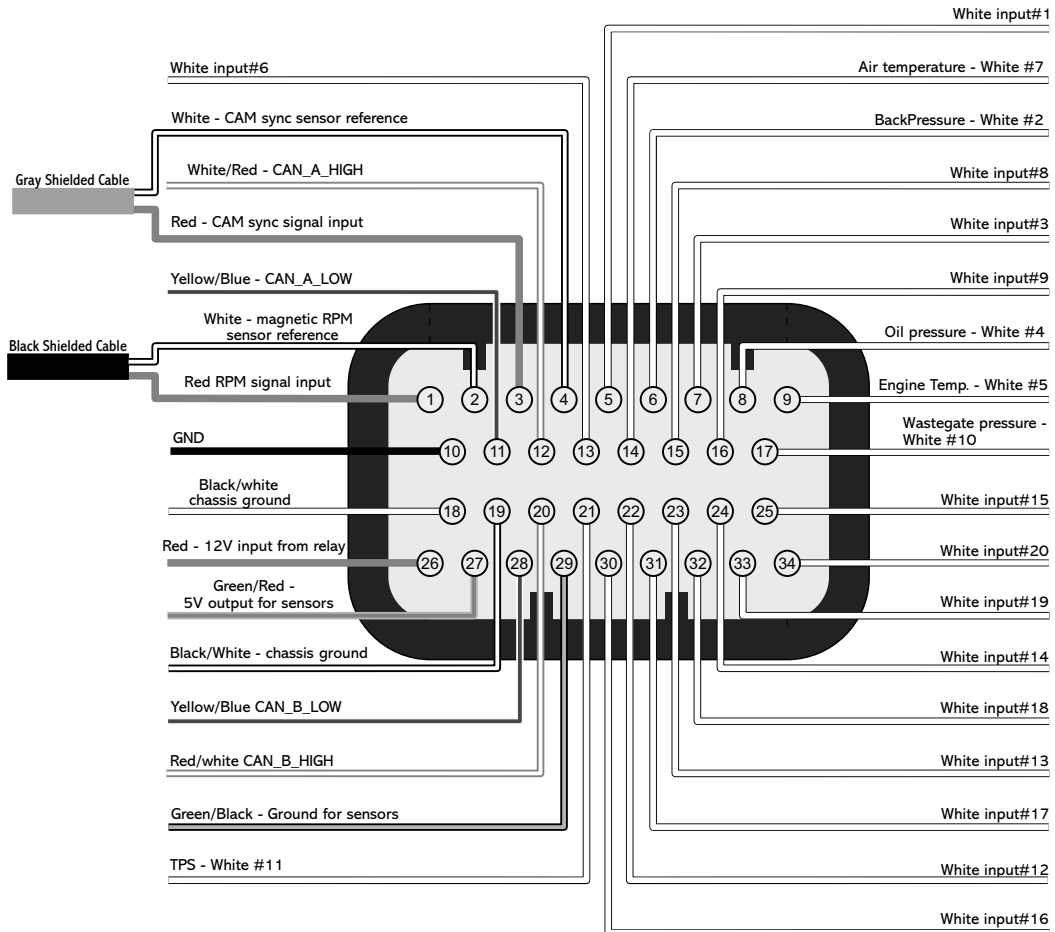 White input#1
White input#6
Air temperature - White #7
White - CAM sync sensor reference
BackPressure - White #2
Gray Shielded Cable
White/Red - CAN_A_HIGH
White input#8
Red - CAM sync signal input
White input#3
Yellow/Blue - CAN_A_LOW
White input#9
White - magnetic RPM
sensor reference
Oil pressure - White #4
Black Shielded Cable
Red RPM signal input
Engine Temp. - White #5
1 2 3 4 5 6 7 8 9
Wastegate pressure -
White #10
GND
10 11 12 13 14 15 16 17
Black/white
chassis ground
White input#15
18 19 20 21 22 23 24 25
Red - 12V input from relay
White input#20
26 27 28 29 30 31 32 33 34
Green/Red -
5V output for sensors
White input#19
Black/White - chassis ground
White input#14
Yellow/Blue CAN_B_LOW
White input#18
Red/white CAN_B_HIGH
White input#13
Green/Black - Ground for sensors
White input#17
TPS - White #11
White input#12
White input#16